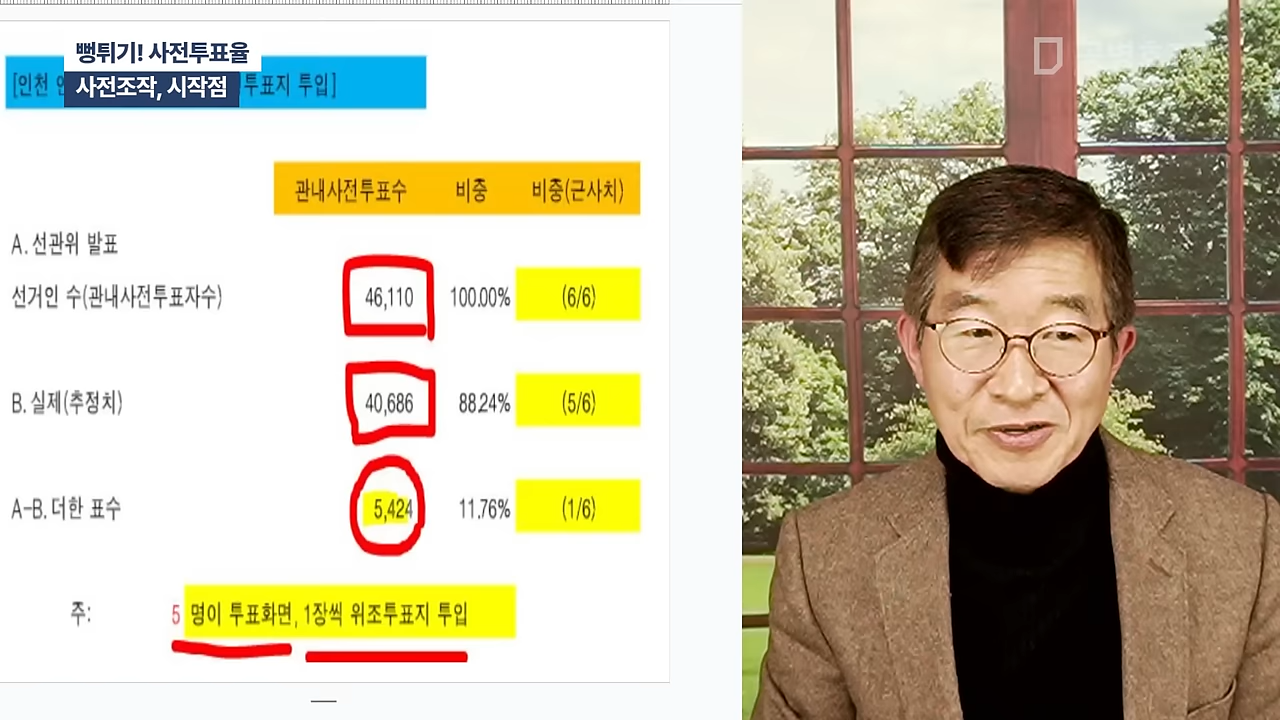 뻥튀기! 사전투표율
사전조작, 시작점
[인천 투표지 투입]
관내사전투표수 비중 비중(근사치)
A. 선관위 발표
선거인 수(관내사전투표자수) 46,110 100.00% (6/6)
B. 실제(추정치) 40,686 88.24% (5/6)
A-B. 더한 표수 5,424 11.76% (1/6)
주: 5 명이 투표화면, 1장씩 위조투표지 투입